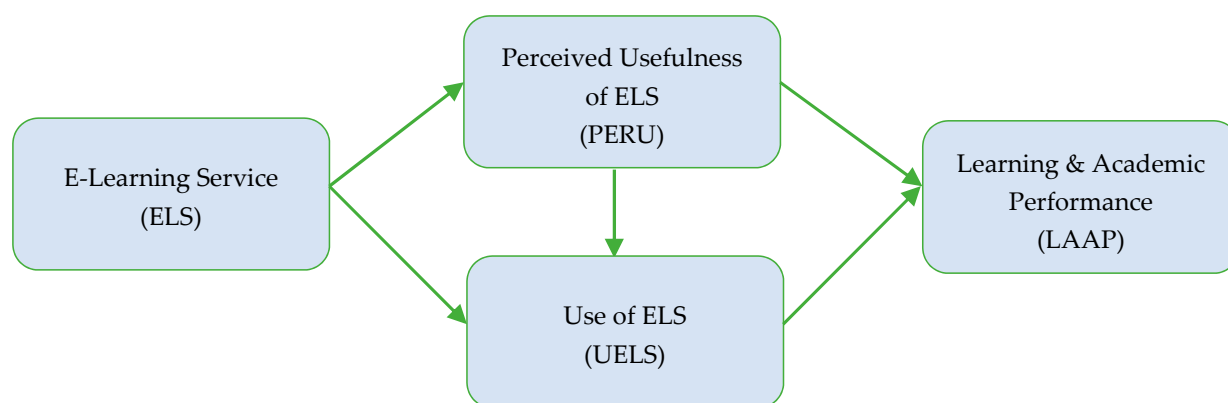 E-Learning Service
(ELS)
Perceived Usefulness
of ELS
(PERU)
Use of ELS
(UELS)
Learning & Academic
Performance
(LAAP)